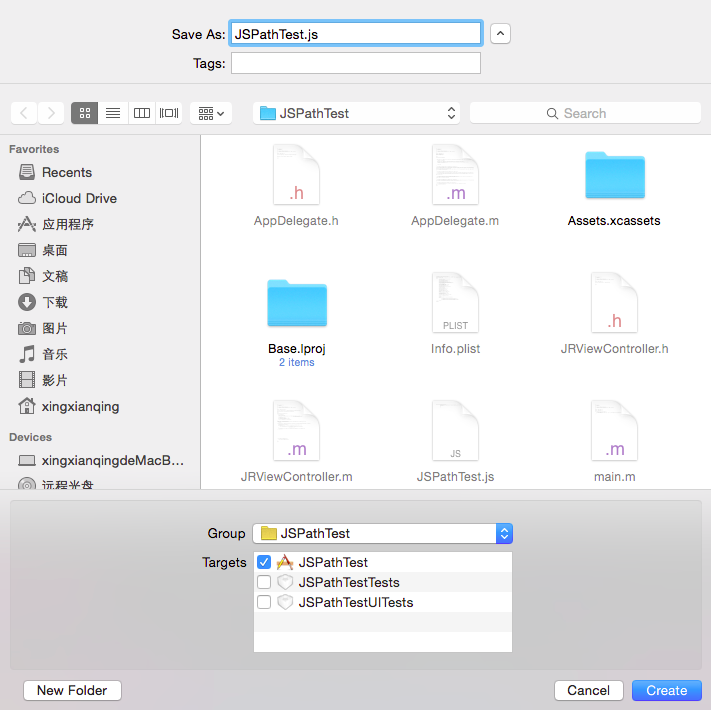 Save As: JSPathTest.js
Tags:
JSPathTest
Search
Favorites
Recents
iCloud Drive
应用程序
桌面
文稿
下载
图片
音乐
影片
xingxianqing
Devices
xingxianqingdeMacB...
远程光盘
.h
AppDelegate.h
.m
AppDelegate.m
Assets.xcassets
Base.lproj
2 items
PLIST
Info.plist
.h
JRViewController.h
.m
JRViewController.m
JS
JSPathTest.js
.m
main.m
Group JSPathTest
Targets JSPathTest
JSPathTestTests
JSPathTestUITests
New Folder Cancel Create